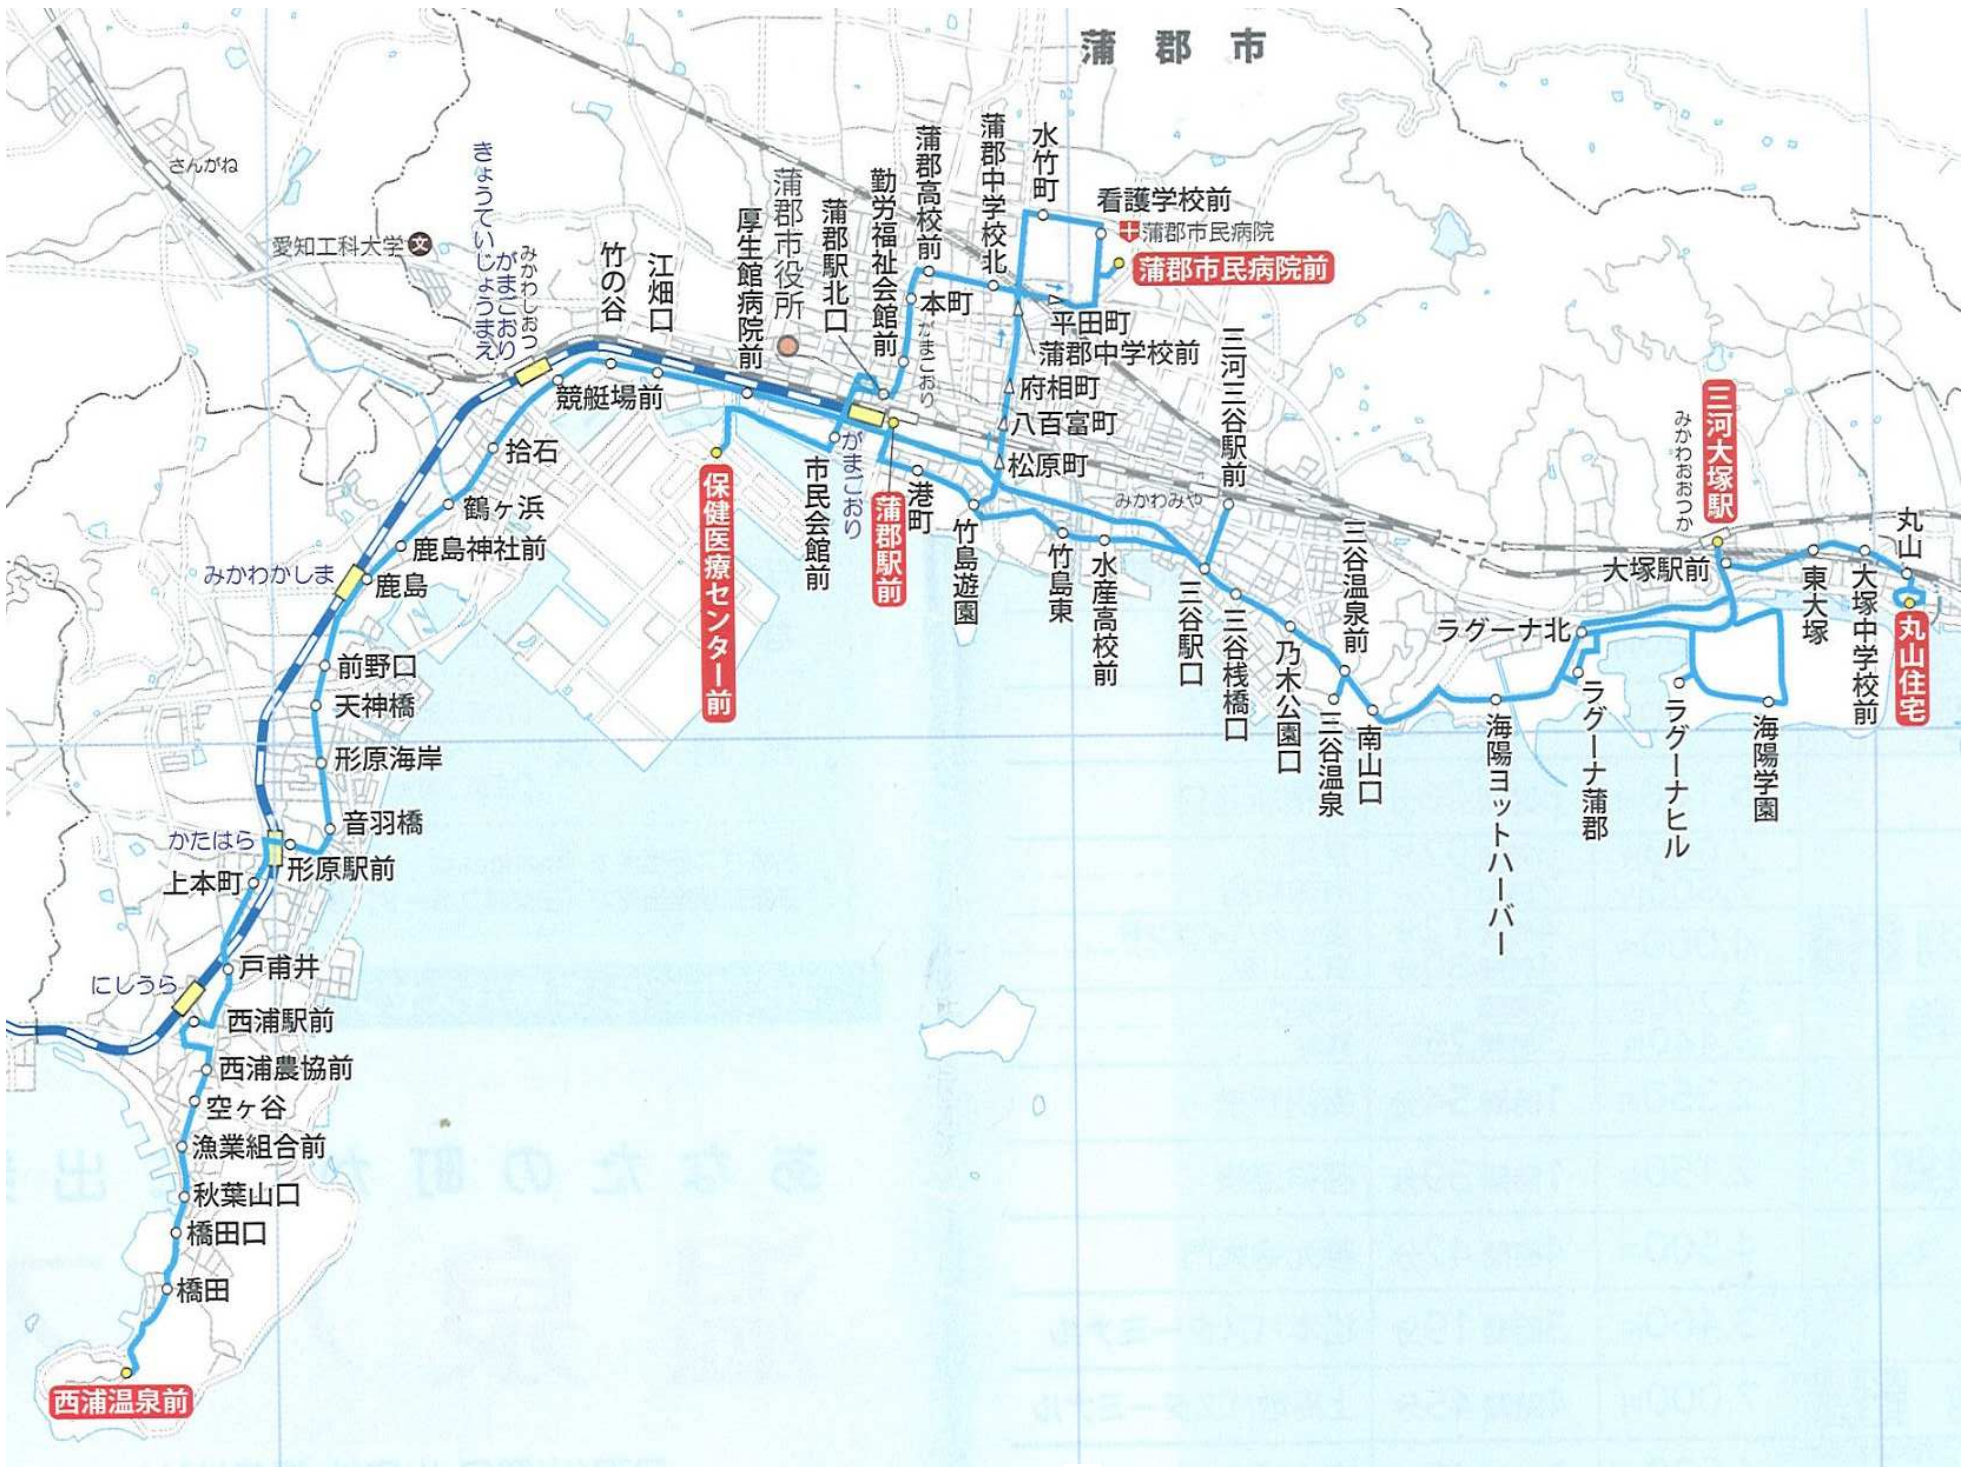 蒲郡市
さんがね
愛知工科大学
文
きょうていじょうまえ
がまごおり
みかわしおつ
竹の谷
江畑口
厚生館病院前
蒲郡市役所
蒲郡駅北口
勤労福祉会館前
蒲郡高校前
蒲郡中学校北
水竹町
看護学校前
蒲郡市民病院
蒲郡市民病院前
本町
がまごおり
平田町
蒲郡中学校前
府相町
八百富町
松原町
競艇場前
拾石
鶴ヶ浜
鹿島神社前
みかわかしま
鹿島
前野口
天神橋
形原海岸
音羽橋
かたはら
形原駅前
上本町
戸甫井
にしうら
西浦駅前
西浦農協前
空ヶ谷
漁業組合前
秋葉山口
橋田口
橋田
西浦温泉前
保健医療センター前
市民会館前
がまごおり
蒲郡駅前
港町
竹島遊園
竹島東
水産高校前
みかわみや
三河三谷駅前
三谷駅口
三谷桟橋口
乃木公園口
三谷温泉前
三谷温泉
南山口
海陽ヨットハーバー
ラグーナ北
ラグーナ蒲郡
ラグーナヒル
海陽学園
大塚駅前
みかわおおつか
三河大塚駅
東大塚
大塚中学校前
丸山
丸山住宅